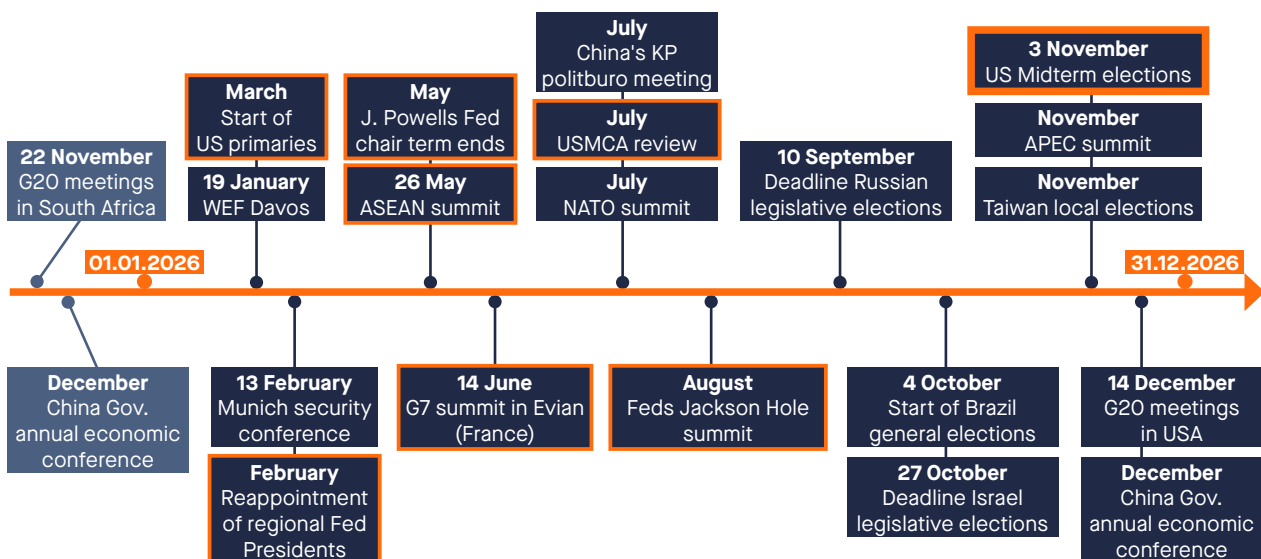 July
China's KP
politburo meeting
3 November
US Midterm elections
March
Start of
US primaries
May
J. Powells Fed
chair term ends
July
USMCA review
November
APEC summit
22 November
G20 meetings
in South Africa
19 January
WEF Davos
26 May
ASEAN summit
July
NATO summit
10 September
Deadline Russian
legislative elections
November
Taiwan local elections
01.01.2026
31.12.2026
December
China Gov.
annual economic
conference
13 February
Munich security
conference
14 June
G7 summit in Evian
(France)
August
Feds Jackson Hole
summit
4 October
Start of Brazil
general elections
14 December
G20 meetings
in USA
February
Reappointment
of regional Fed
Presidents
27 October
Deadline Israel
legislative elections
December
China Gov.
annual economic
conference